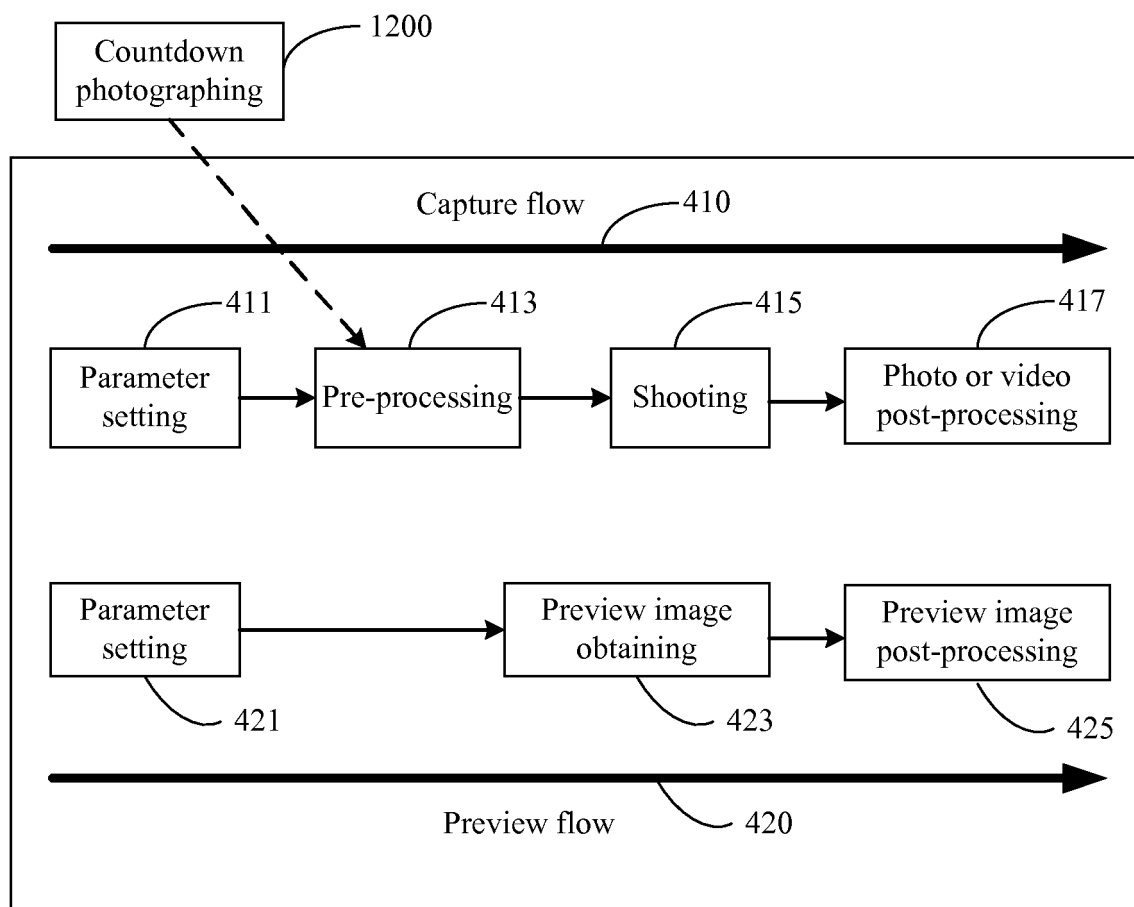 Countdown
photographing
1200
Capture flow
410
411
413
415
417
Parameter
setting
Pre-processing
Shooting
Photo or video
post-processing
Parameter
setting
Preview image
obtaining
Preview image
post-processing
421
423
425
Preview flow
420